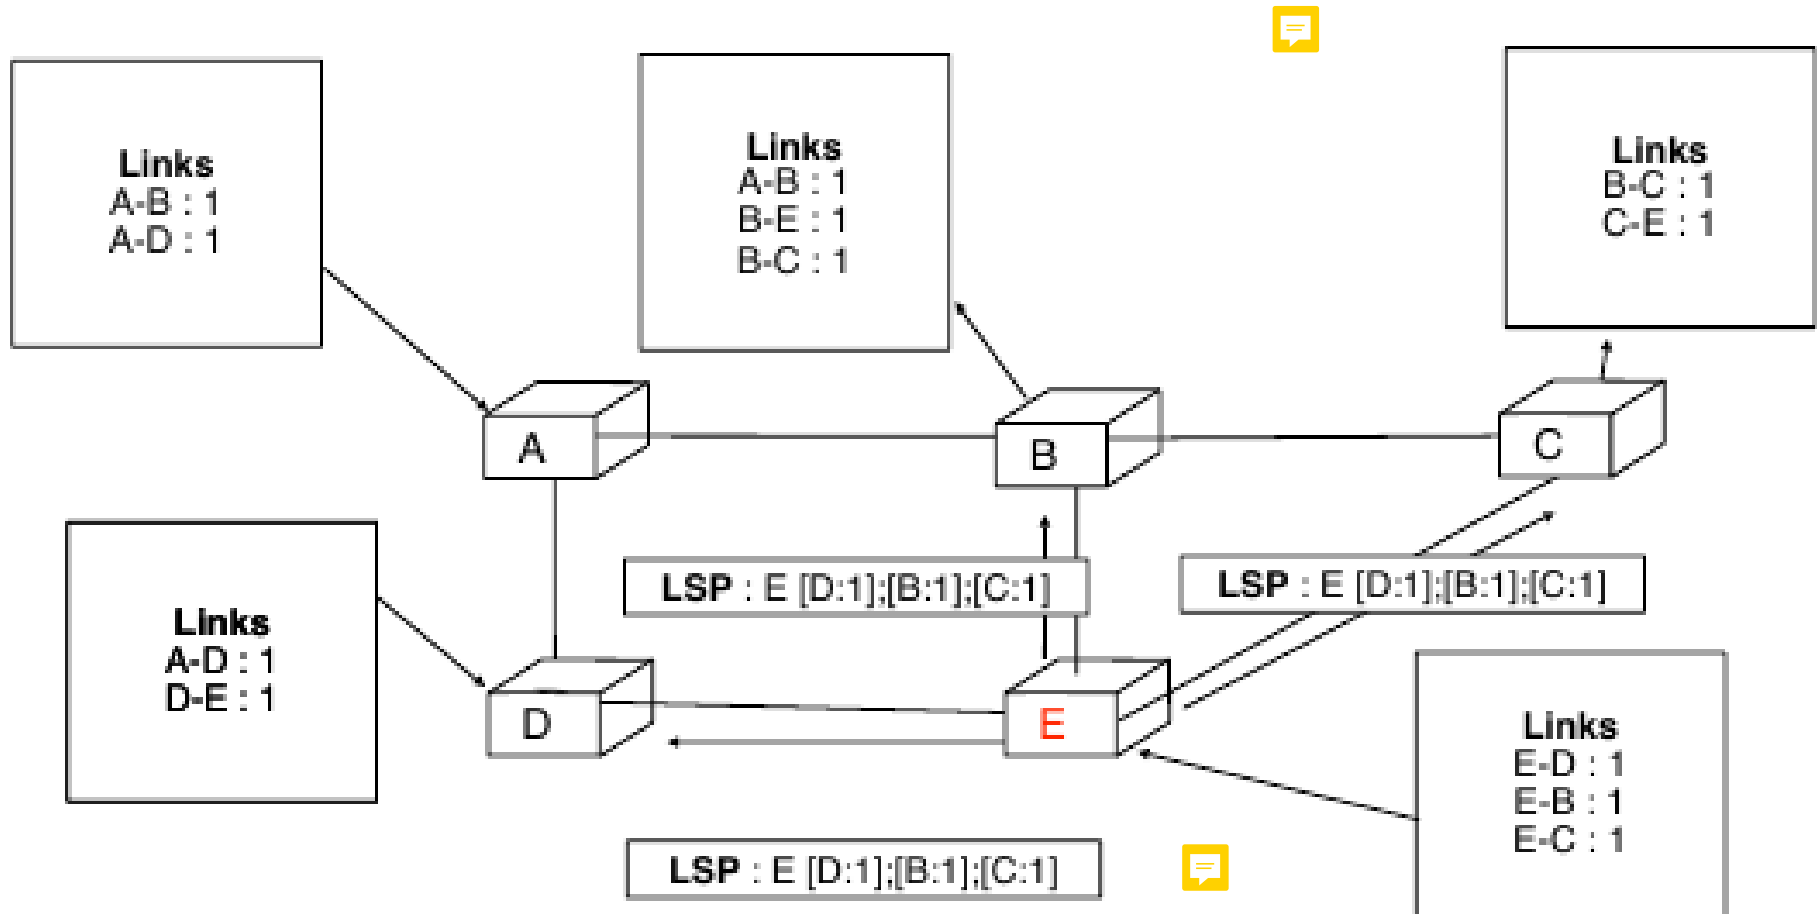 Links
A-B : 1
A-D : 1
Links
A-B : 1
B-E : 1
B-C : 1
Links
B-C : 1
C-E : 1
A
B
C
LSP : E [D:1];[B:1];[C:1]
LSP : E [D:1];[B:1];[C:1]
Links
A-D : 1
D-E : 1
D
E
Links
E-D : 1
E-B : 1
E-C : 1
LSP : E [D:1];[B:1];[C:1]